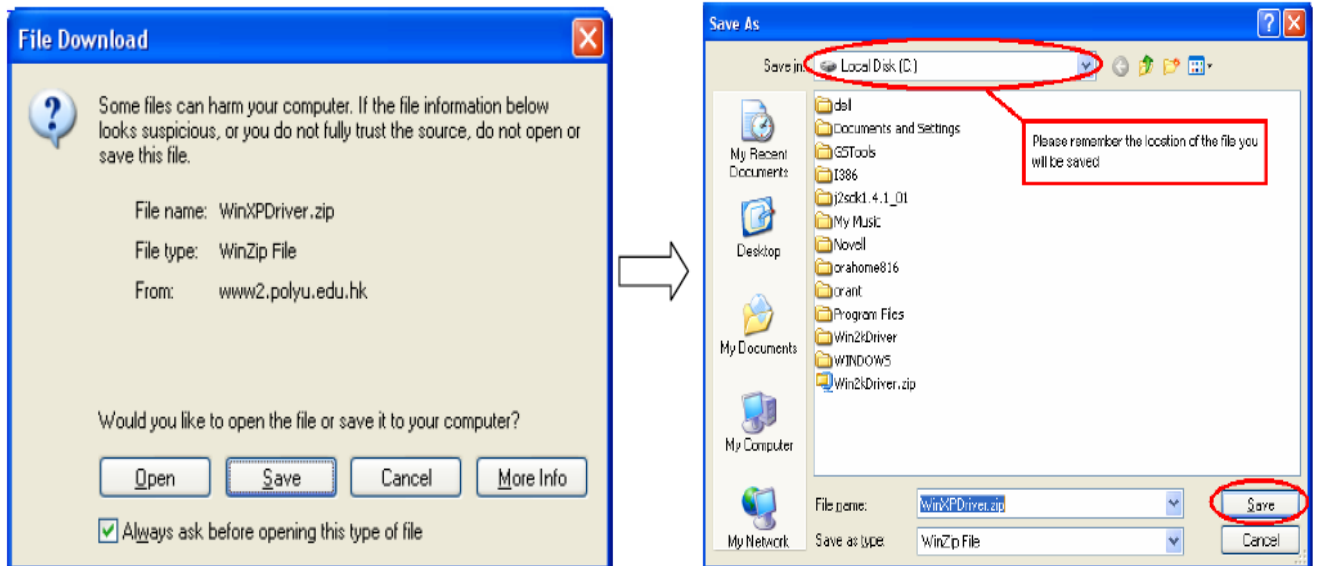 File Download
Some files can harm your computer. If the file information below
looks suspicious, or you do not fully trust the source, do not open or
save this file.
File name: WinXPDriver.zip
File type: WinZip File
From: www2.polyu.edu.hk
Would you like to open the file or save it to your computer?
Open Save Cancel More Info
Always ask before opening this type of file
Save As
Save in: Local Disk (C:)
My Recent Documents
Desktop
My Documents
My Computer
My Network
dell
Documents and Settings
GSTools
I386
j2sdk1.4.1_01
My Music
Novell
orahome816
orant
Program Files
Win2kDriver
WINDOWS
Win2kDriver.zip
Please remember the location of the file you
will be saved
File name: WinXPDriver.zip Save
Save as type: WinZip File Cancel